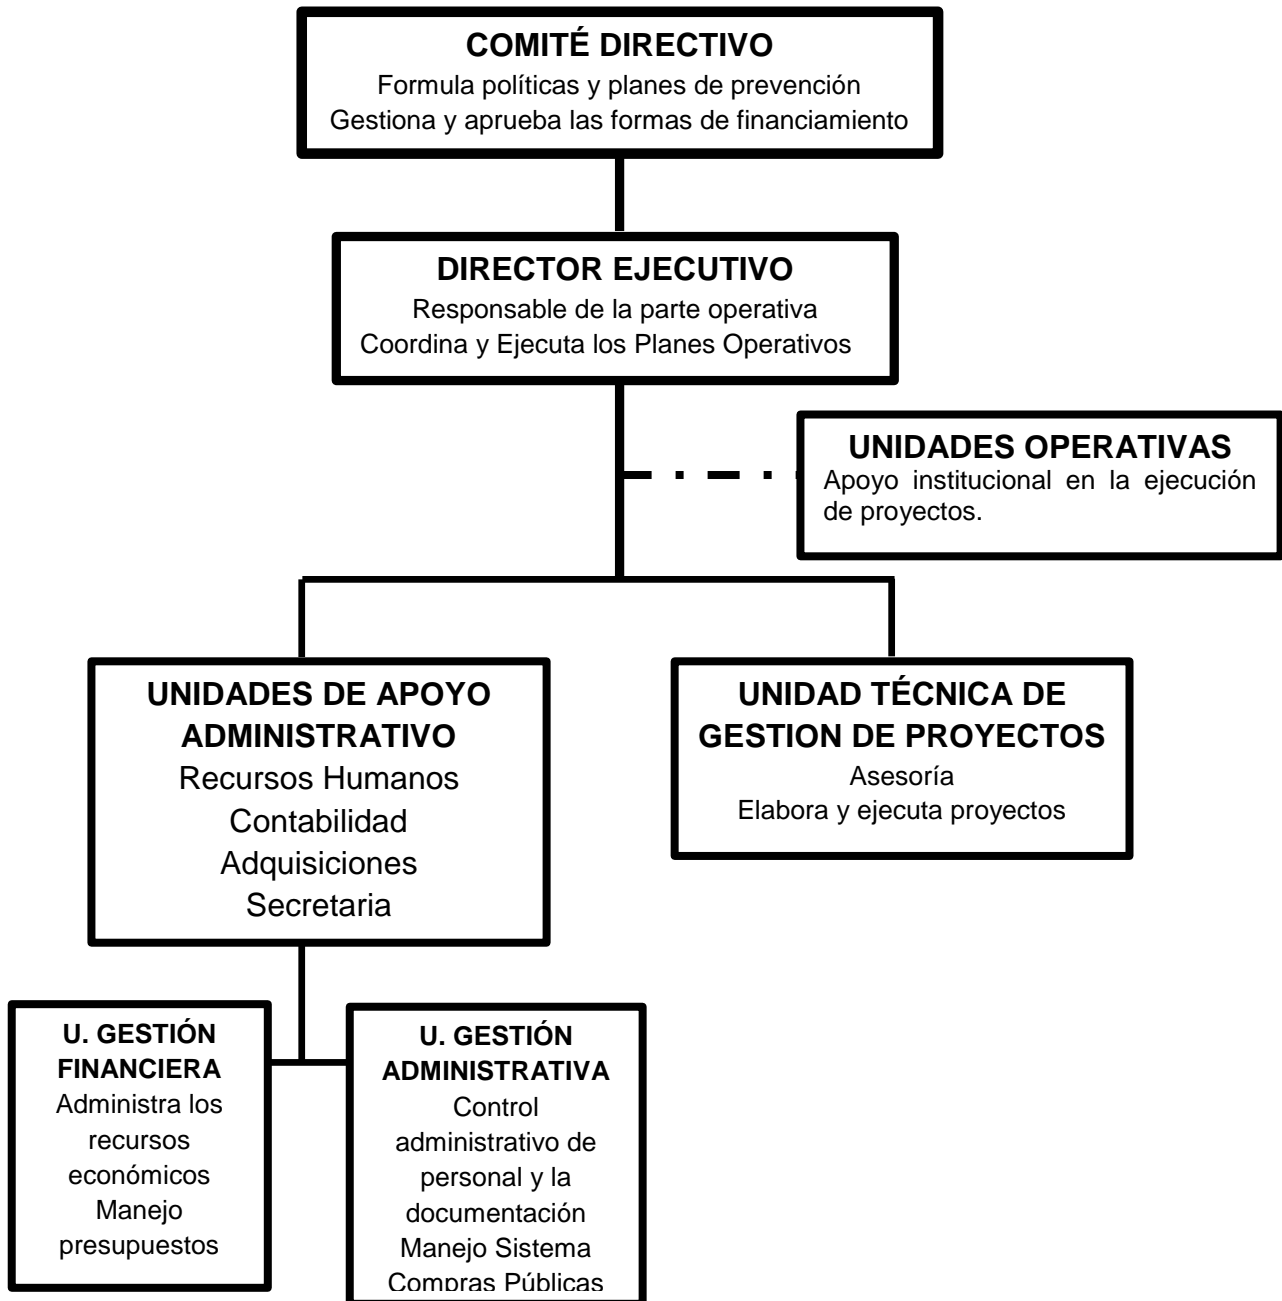 COMITÉ DIRECTIVO
Formula políticas y planes de prevención
Gestiona y aprueba las formas de financiamiento
DIRECTOR EJECUTIVO
Responsable de la parte operativa
Coordina y Ejecuta los Planes Operativos
UNIDADES OPERATIVAS
Apoyo institucional en la ejecución
de proyectos.
UNIDADES DE APOYO
ADMINISTRATIVO
Recursos Humanos
Contabilidad
Adquisiciones
Secretaria
UNIDAD TÉCNICA DE
GESTION DE PROYECTOS
Asesoría
Elabora y ejecuta proyectos
U. GESTIÓN
FINANCIERA
Administra los
recursos
económicos
Manejo
presupuestos
U. GESTIÓN
ADMINISTRATIVA
Control
administrativo de
personal y la
documentación
Manejo Sistema
Compras Públicas